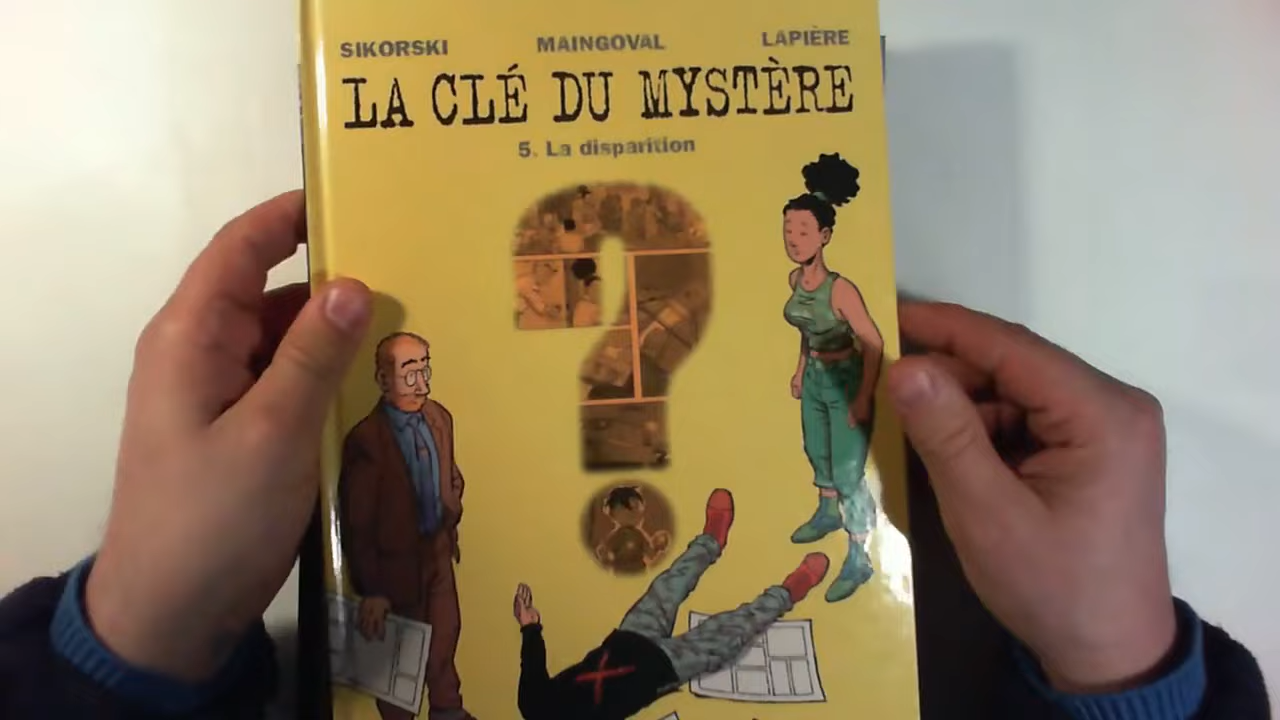 SIKORSKI MAINGOVAL LAPIÈRE
LA CLÉ DU MYSTÈRE
5. La disparition